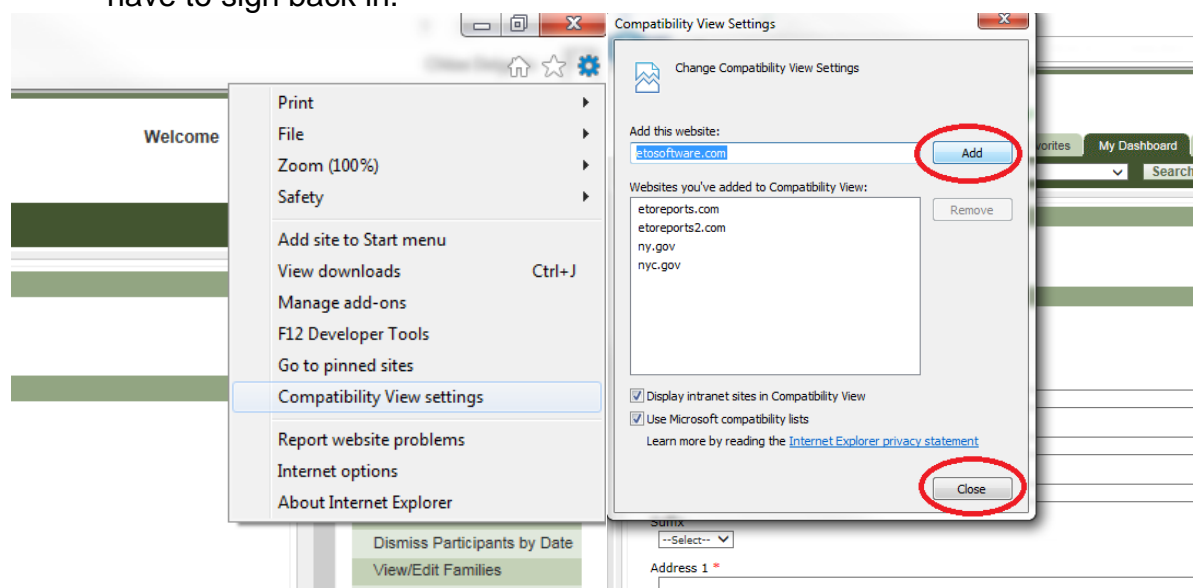 have to sign back in.
Welcome
Print
File
Zoom (100%)
Safety
Add site to Start menu
View downloads Ctrl+J
Manage add-ons
F12 Developer Tools
Go to pinned sites
Compatibility View settings
Report website problems
Internet options
About Internet Explorer
Dismiss Participants by Date
View/Edit Families
Compatibility View Settings
Change Compatibility View Settings
Add this website:
etosoftware.com Add
Websites you've added to Compatibility View:
etoreports.com Remove
etoreports2.com
ny.gov
nyc.gov
Display intranet sites in Compatibility View
Use Microsoft compatibility lists
Learn more by reading the Internet Explorer privacy statement
Close
My Dashboard
Search
Suffix
--Select--
Address 1 *